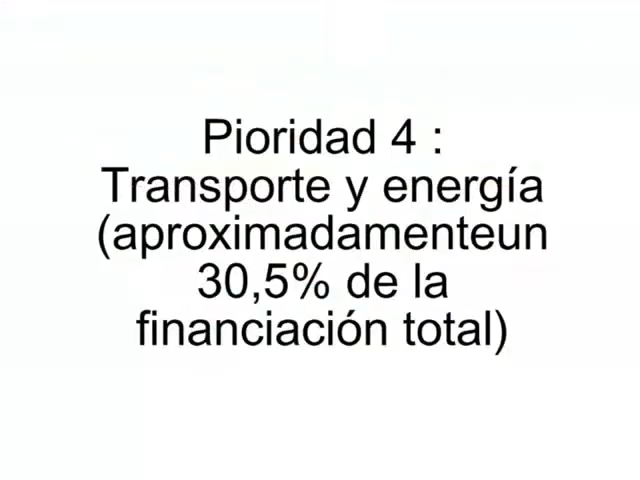 Pioridad 4 :
Transporte y energía
(aproximadamenteun
30,5% de la
financiación total)